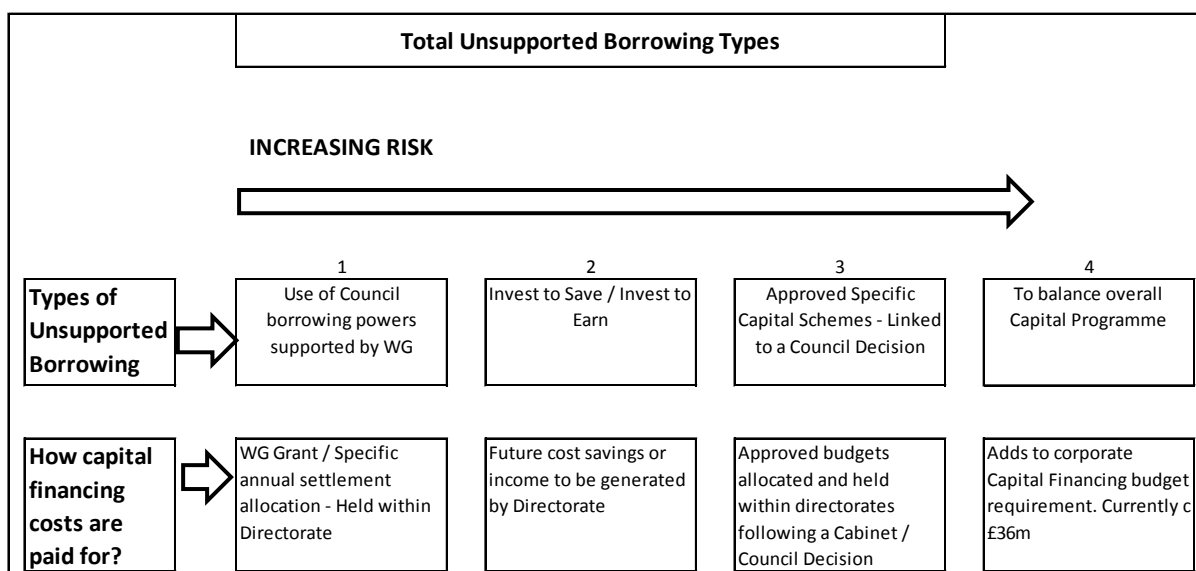 Total Unsupported Borrowing Types
INCREASING RISK
Types of
Unsupported
Borrowing
1
Use of Council
borrowing powers
supported by WG
2
Invest to Save / Invest to
Earn
3
Approved Specific
Capital Schemes - Linked
to a Council Decision
4
To balance overall
Capital Programme
How capital
financing
costs are
paid for?
WG Grant / Specific
annual settlement
allocation - Held within
Directorate
Future cost savings or
income to be generated
by Directorate
Approved budgets
allocated and held
within directorates
following a Cabinet /
Council Decision
Adds to corporate
Capital Financing budget
requirement. Currently c
£36m